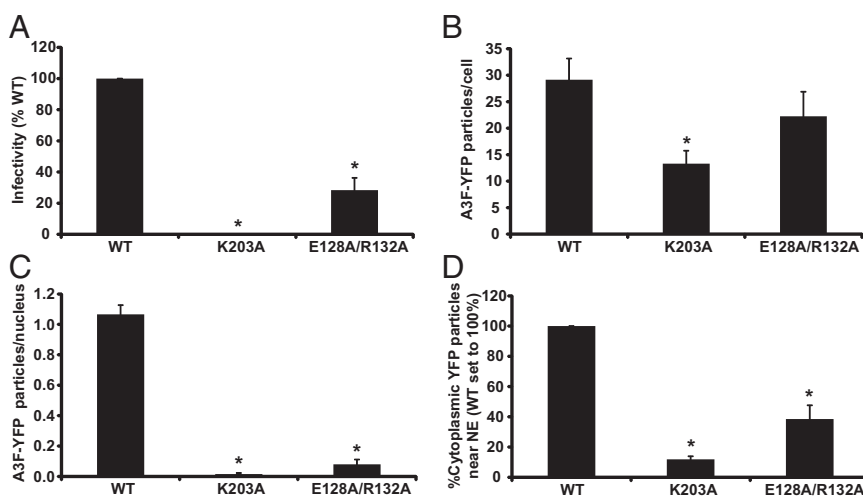 A
Infectivity (% WT)
120
100
80
60
40
20
0
*
*
WT K203A E128A/R132A
B
A3F-YFP particles/cell
35
30
25
20
15
10
5
0
*
WT K203A E128A/R132A
C
A3F-YFP particles/nucleus
1.2
1.0
0.8
0.6
0.4
0.2
0.0
*
*
WT K203A E128A/R132A
D
%Cytoplasmic YFP particles
near NE (WT set to 100%)
120
100
80
60
40
20
0
*
*
WT K203A E128A/R132A